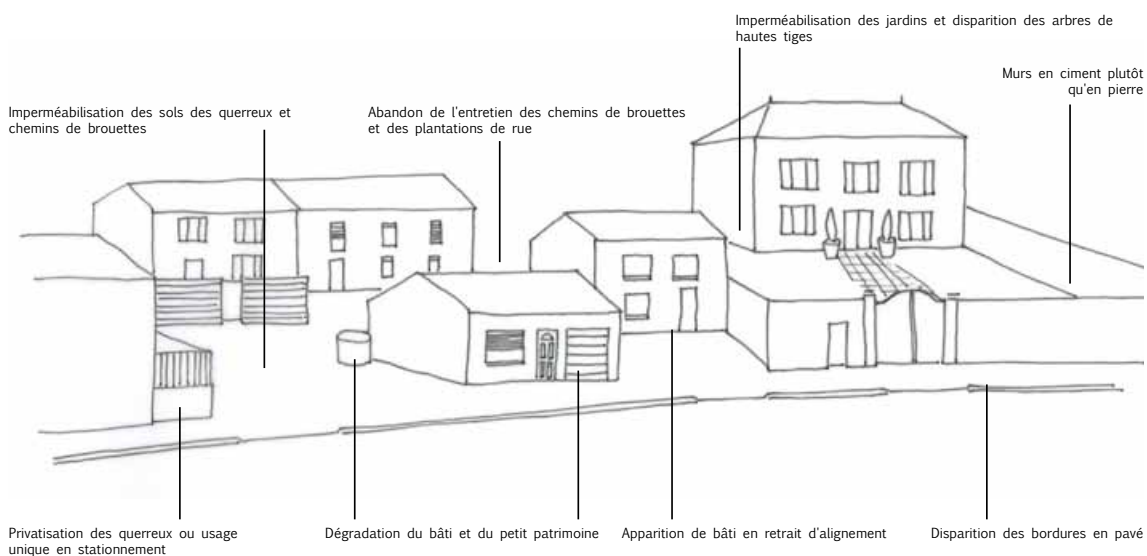 Imperméabilisation des jardins et disparition des arbres de
hautes tiges
Murs en ciment plutôt
qu'en pierre
Imperméabilisation des sols des querreux et
chemins de brouettes
Abandon de l'entretien des chemins de brouettes
et des plantations de rue
Privatisation des querreux ou usage
unique en stationnement
Dégradation du bâti et du petit patrimoine
Apparition de bâti en retrait d'alignement
Disparition des bordures en pavé